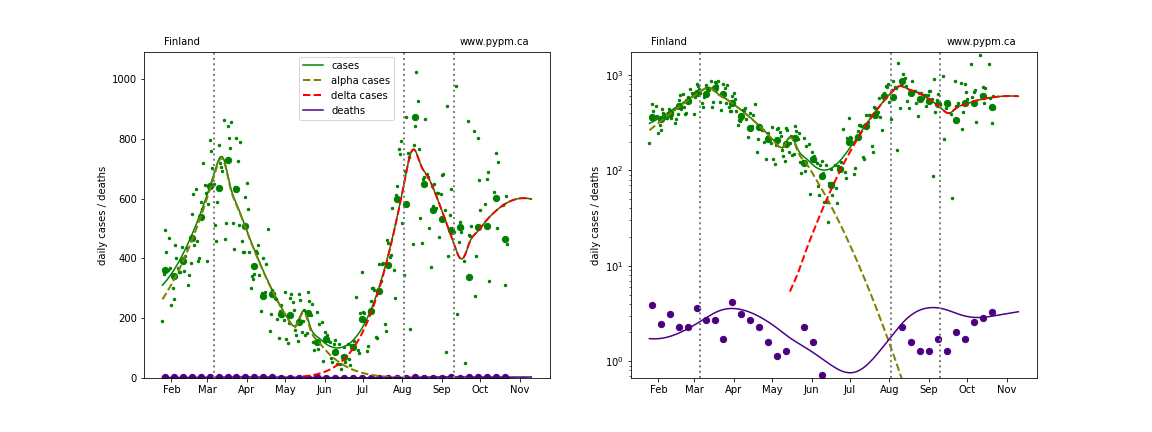 Finland www.pypm.ca
cases
alpha cases
delta cases
deaths
daily cases / deaths
1000
800
600
400
200
0
Feb Mar Apr May Jun Jul Aug Sep Oct Nov
Finland www.pypm.ca
daily cases / deaths
10³
10²
10¹
10⁰
Feb Mar Apr May Jun Jul Aug Sep Oct Nov